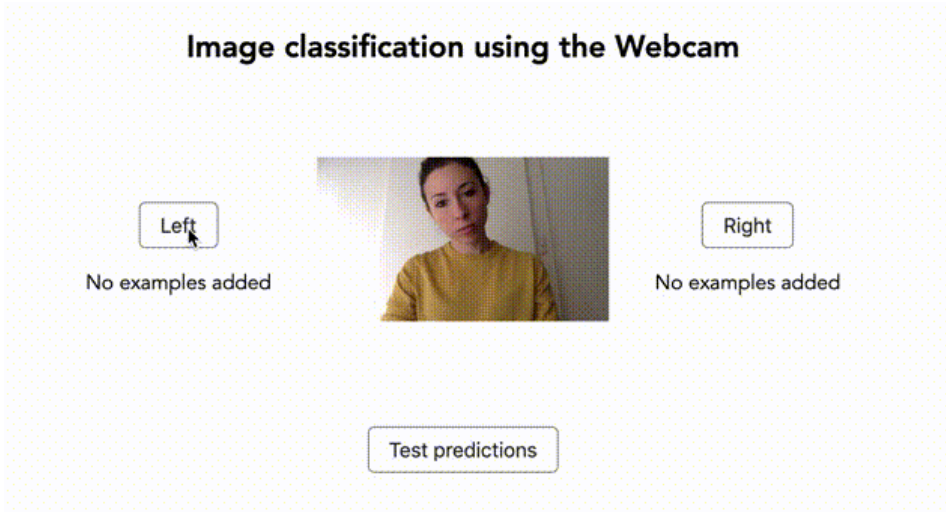 Image classification using the Webcam
Left
Right
No examples added
No examples added
Test predictions